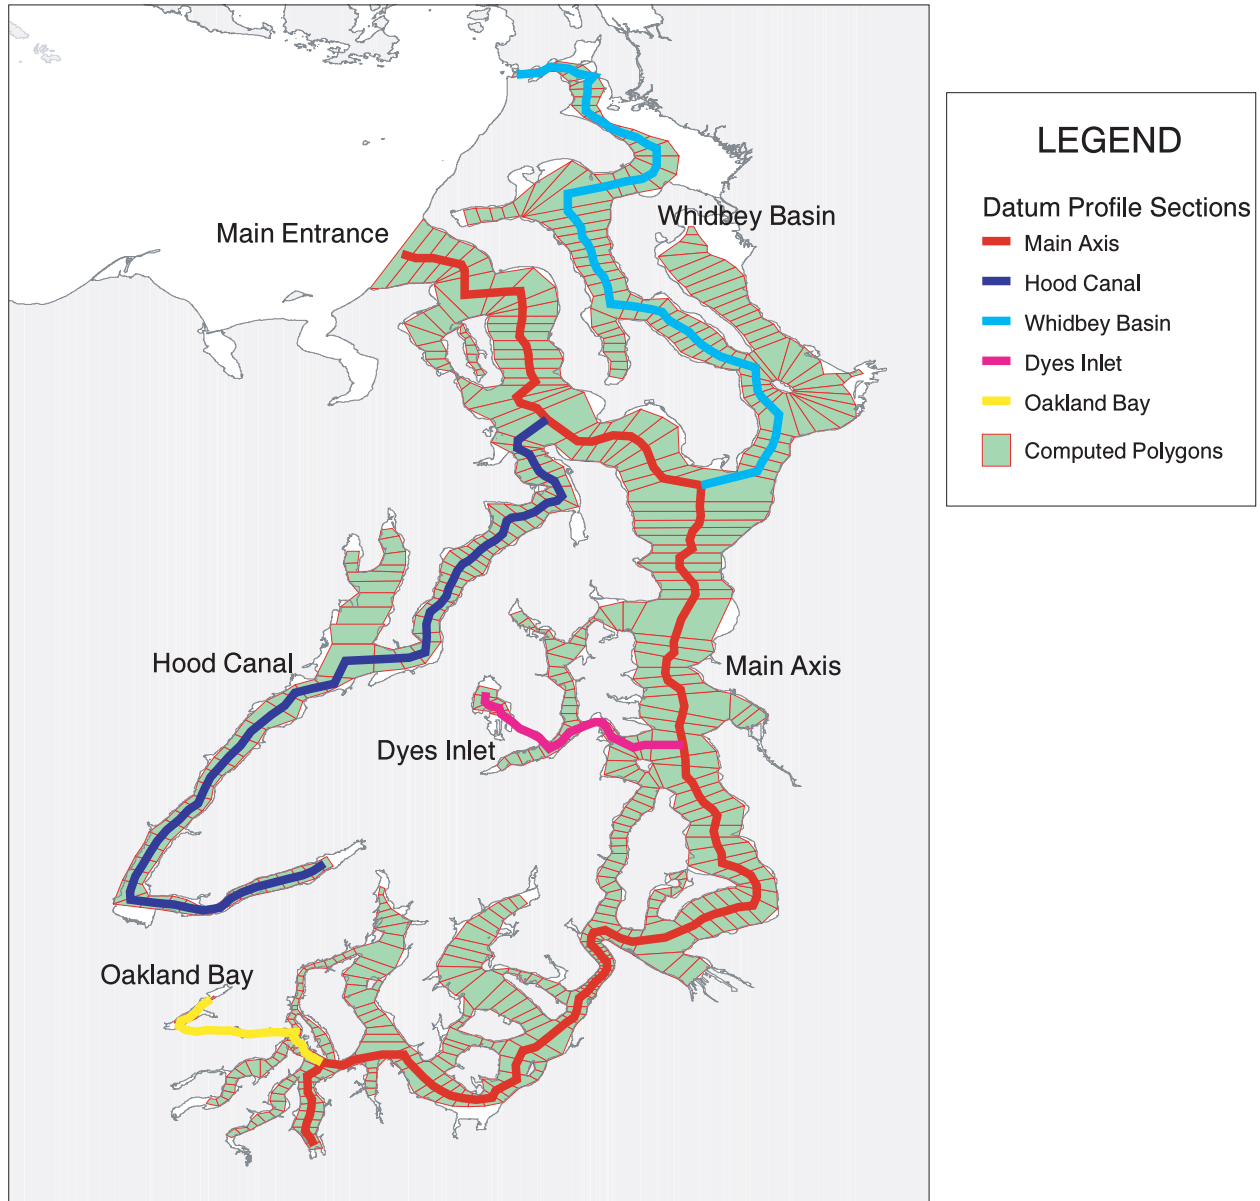 Main Entrance
Whidbey Basin
Hood Canal
Main Axis
Dyes Inlet
Oakland Bay
LEGEND
Datum Profile Sections
Main Axis
Hood Canal
Whidbey Basin
Dyes Inlet
Oakland Bay
Computed Polygons